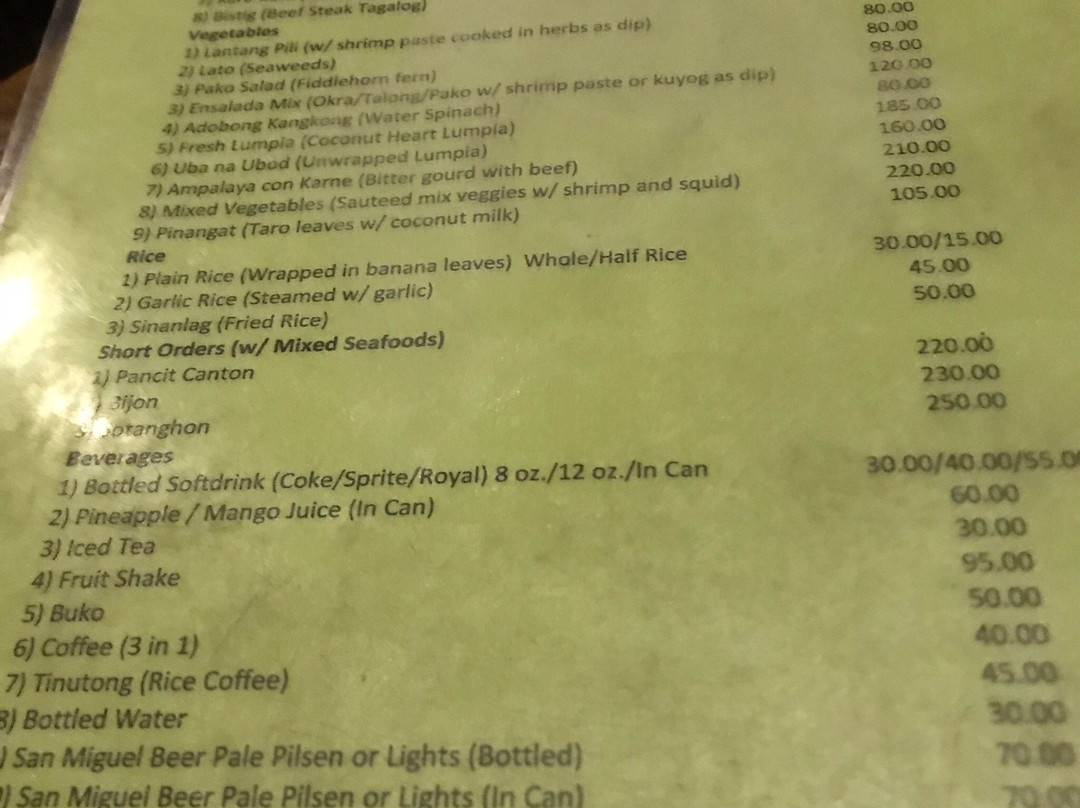 8) Bistig (Beef Steak Tagalog)
Vegetables
1) Lantang Pili (w/ shrimp paste cooked in herbs as dip) 80.00
2) Lato (Seaweeds) 80.00
3) Pako Salad (Fiddlehorn fern) 98.00
3) Ensalada Mix (Okra/Talong/Pako w/ shrimp paste or kuyog as dip) 120.00
4) Adobong Kangkong (Water Spinach) 80.00
5) Fresh Lumpia (Coconut Heart Lumpia) 185.00
6) Uba na Ubod (Unwrapped Lumpia) 160.00
7) Ampalaya con Karne (Bitter gourd with beef) 210.00
8) Mixed Vegetables (Sauteed mix veggies w/ shrimp and squid) 220.00
9) Pinangat (Taro leaves w/ coconut milk) 105.00
Rice
1) Plain Rice (Wrapped in banana leaves) Whole/Half Rice 30.00/15.00
2) Garlic Rice (Steamed w/ garlic) 45.00
3) Sinanlag (Fried Rice) 50.00
Short Orders (w/ Mixed Seafoods)
1) Pancit Canton 220.00
) Bijon 230.00
otanghon 250.00
Beverages
1) Bottled Softdrink (Coke/Sprite/Royal) 8 oz./12 oz./In Can 30.00/40.00/55.0
2) Pineapple / Mango Juice (In Can) 60.00
3) Iced Tea 30.00
4) Fruit Shake 95.00
5) Buko 50.00
6) Coffee (3 in 1) 40.00
7) Tinutong (Rice Coffee) 45.00
8) Bottled Water 30.00
) San Miguel Beer Pale Pilsen or Lights (Bottled) 70.00
) San Miguel Beer Pale Pilsen or Lights (In Can) 70.00